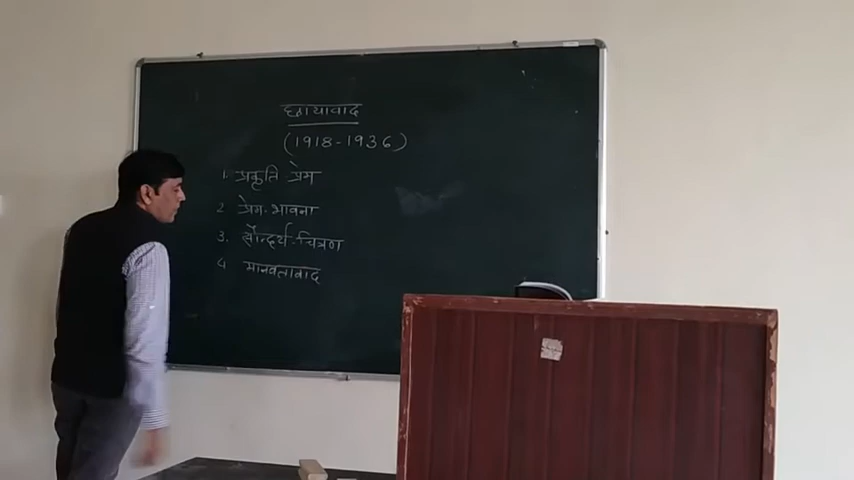 छायावाद
(1918-1936)
1. प्रकृति प्रेम
2 प्रेम-भावना
3. सौन्दर्य-चित्रण
4 मानवतावाद